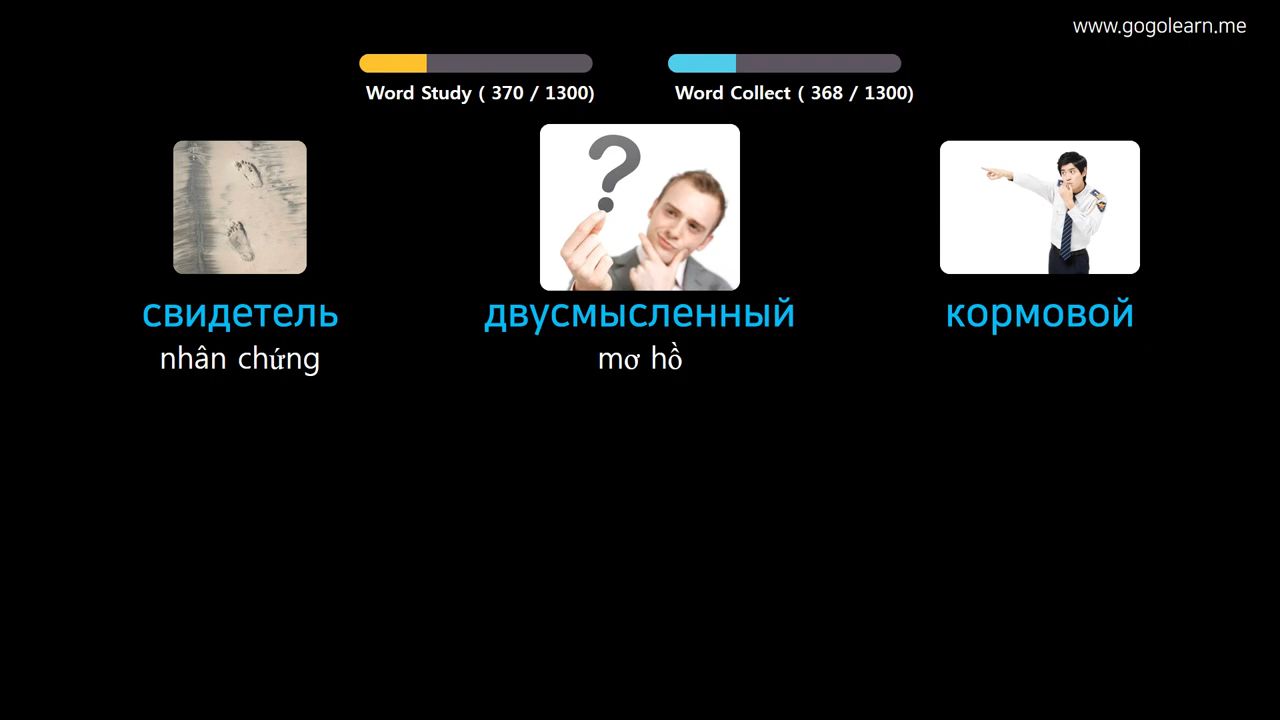 www.gogolearn.me
Word Study ( 370 / 1300)
Word Collect ( 368 / 1300)
свидетель
двусмысленный
кормовой
nhân chứng
mơ hồ